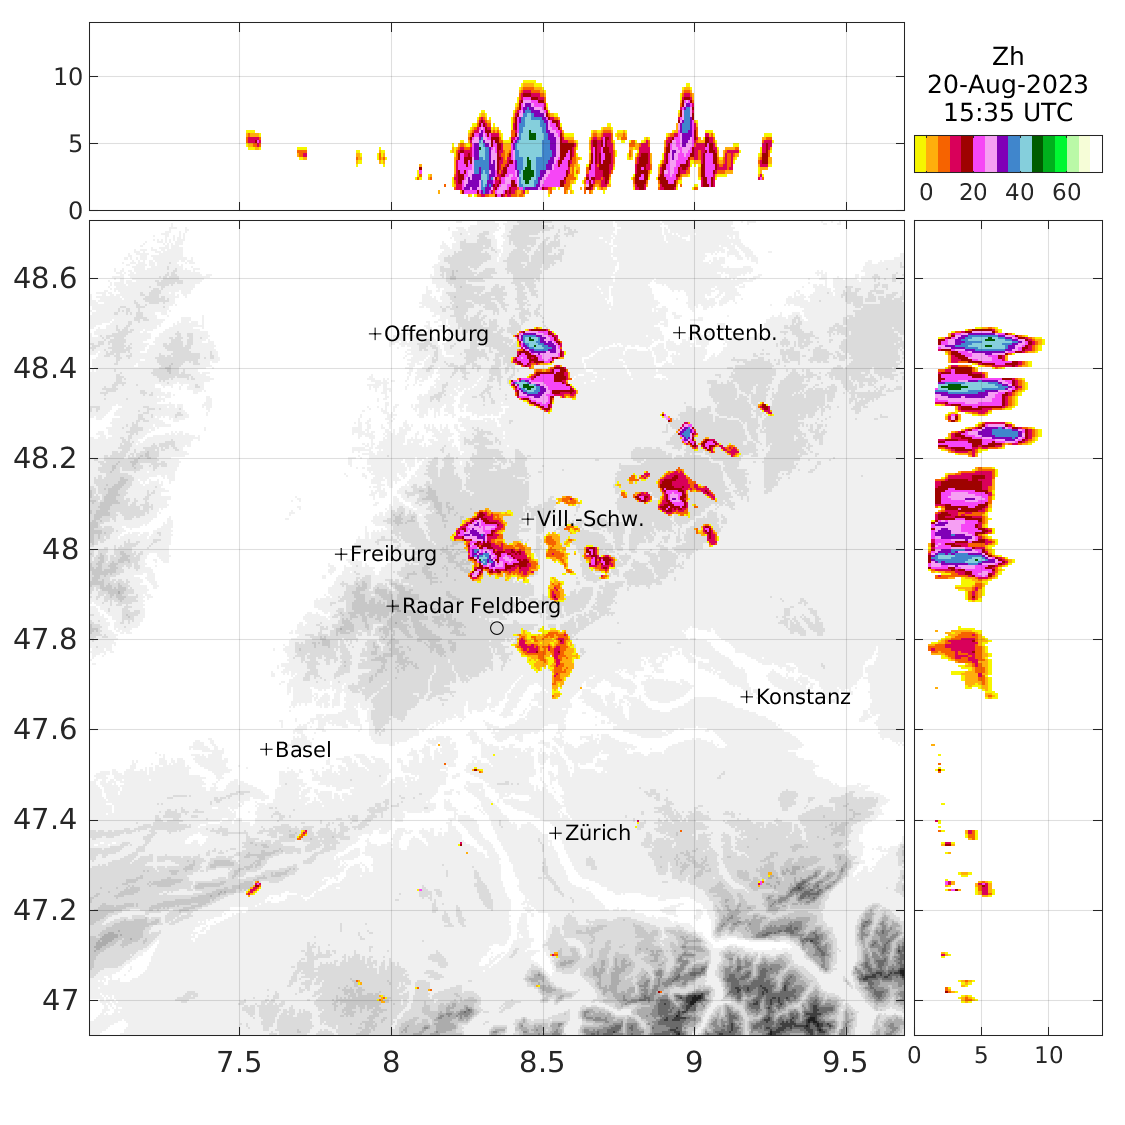 Zh
20-Aug-2023
15:35 UTC
0 20 40 60
10
5
0
48.6
48.4
48.2
48
47.8
47.6
47.4
47.2
47
+Offenburg
+Rottenb.
+Vill.-Schw.
+Freiburg
+Radar Feldberg
+Konstanz
+Basel
+Zürich
7.5 8 8.5 9 9.5
0 5 10